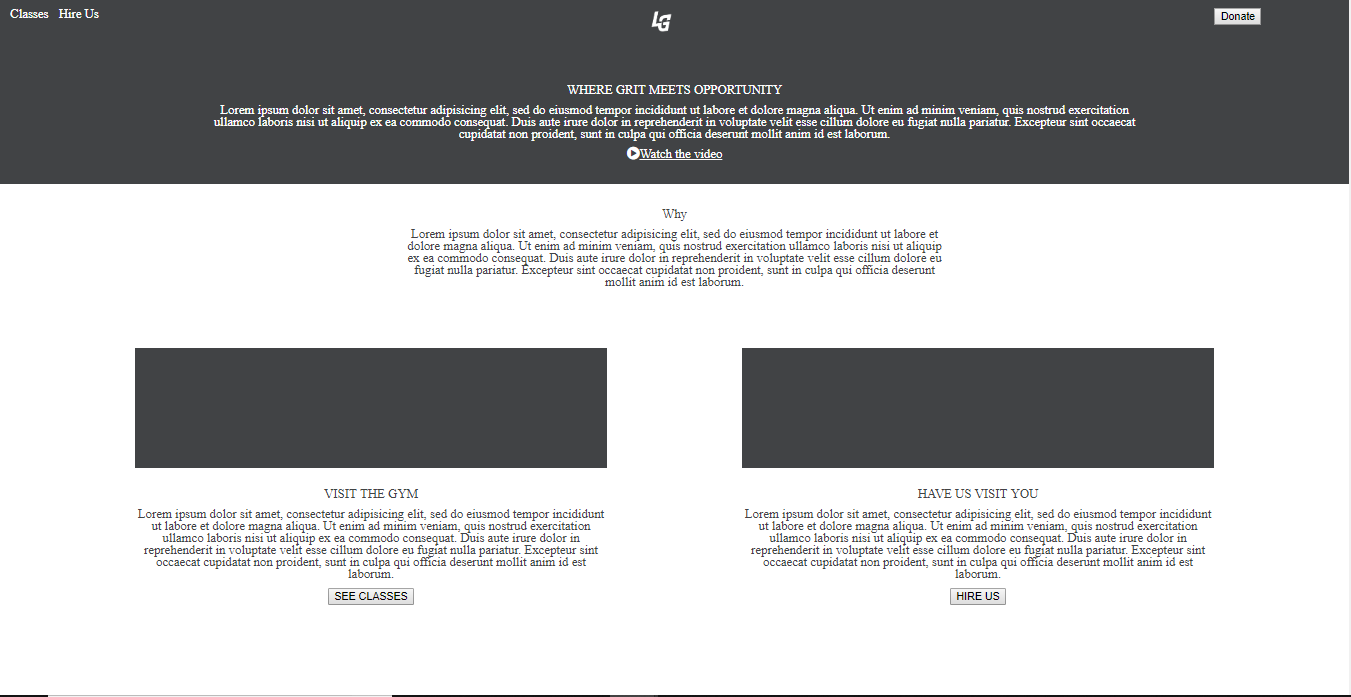 Classes Hire Us
LG
Donate
WHERE GRIT MEETS OPPORTUNITY
Lorem ipsum dolor sit amet, consectetur adipisicing elit, sed do eiusmod tempor incididunt ut labore et dolore magna aliqua. Ut enim ad minim veniam, quis nostrud exercitation
ullamco laboris nisi ut aliquip ex ea commodo consequat. Duis aute irure dolor in reprehenderit in voluptate velit esse cillum dolore eu fugiat nulla pariatur. Excepteur sint occaecat
cupidatat non proident, sunt in culpa qui officia deserunt mollit anim id est laborum.
Watch the video
Why
Lorem ipsum dolor sit amet, consectetur adipisicing elit, sed do eiusmod tempor incididunt ut labore et
dolore magna aliqua. Ut enim ad minim veniam, quis nostrud exercitation ullamco laboris nisi ut aliquip
ex ea commodo consequat. Duis aute irure dolor in reprehenderit in voluptate velit esse cillum dolore eu
fugiat nulla pariatur. Excepteur sint occaecat cupidatat non proident, sunt in culpa qui officia deserunt
mollit anim id est laborum.
VISIT THE GYM
Lorem ipsum dolor sit amet, consectetur adipisicing elit, sed do eiusmod tempor incididunt
ut labore et dolore magna aliqua. Ut enim ad minim veniam, quis nostrud exercitation
ullamco laboris nisi ut aliquip ex ea commodo consequat. Duis aute irure dolor in
reprehenderit in voluptate velit esse cillum dolore eu fugiat nulla pariatur. Excepteur sint
occaecat cupidatat non proident, sunt in culpa qui officia deserunt mollit anim id est
laborum.
SEE CLASSES
HAVE US VISIT YOU
Lorem ipsum dolor sit amet, consectetur adipisicing elit, sed do eiusmod tempor incididunt
ut labore et dolore magna aliqua. Ut enim ad minim veniam, quis nostrud exercitation
ullamco laboris nisi ut aliquip ex ea commodo consequat. Duis aute irure dolor in
reprehenderit in voluptate velit esse cillum dolore eu fugiat nulla pariatur. Excepteur sint
occaecat cupidatat non proident, sunt in culpa qui officia deserunt mollit anim id est
laborum.
HIRE US